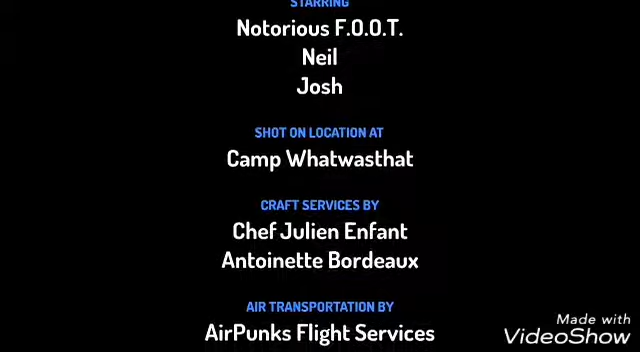 STARRING
Notorious F.O.O.T.
Neil
Josh
SHOT ON LOCATION AT
Camp Whatwasthat
CRAFT SERVICES BY
Chef Julien Enfant
Antoinette Bordeaux
AIR TRANSPORTATION BY
AirPunks Flight Services
Made with
VideoShow